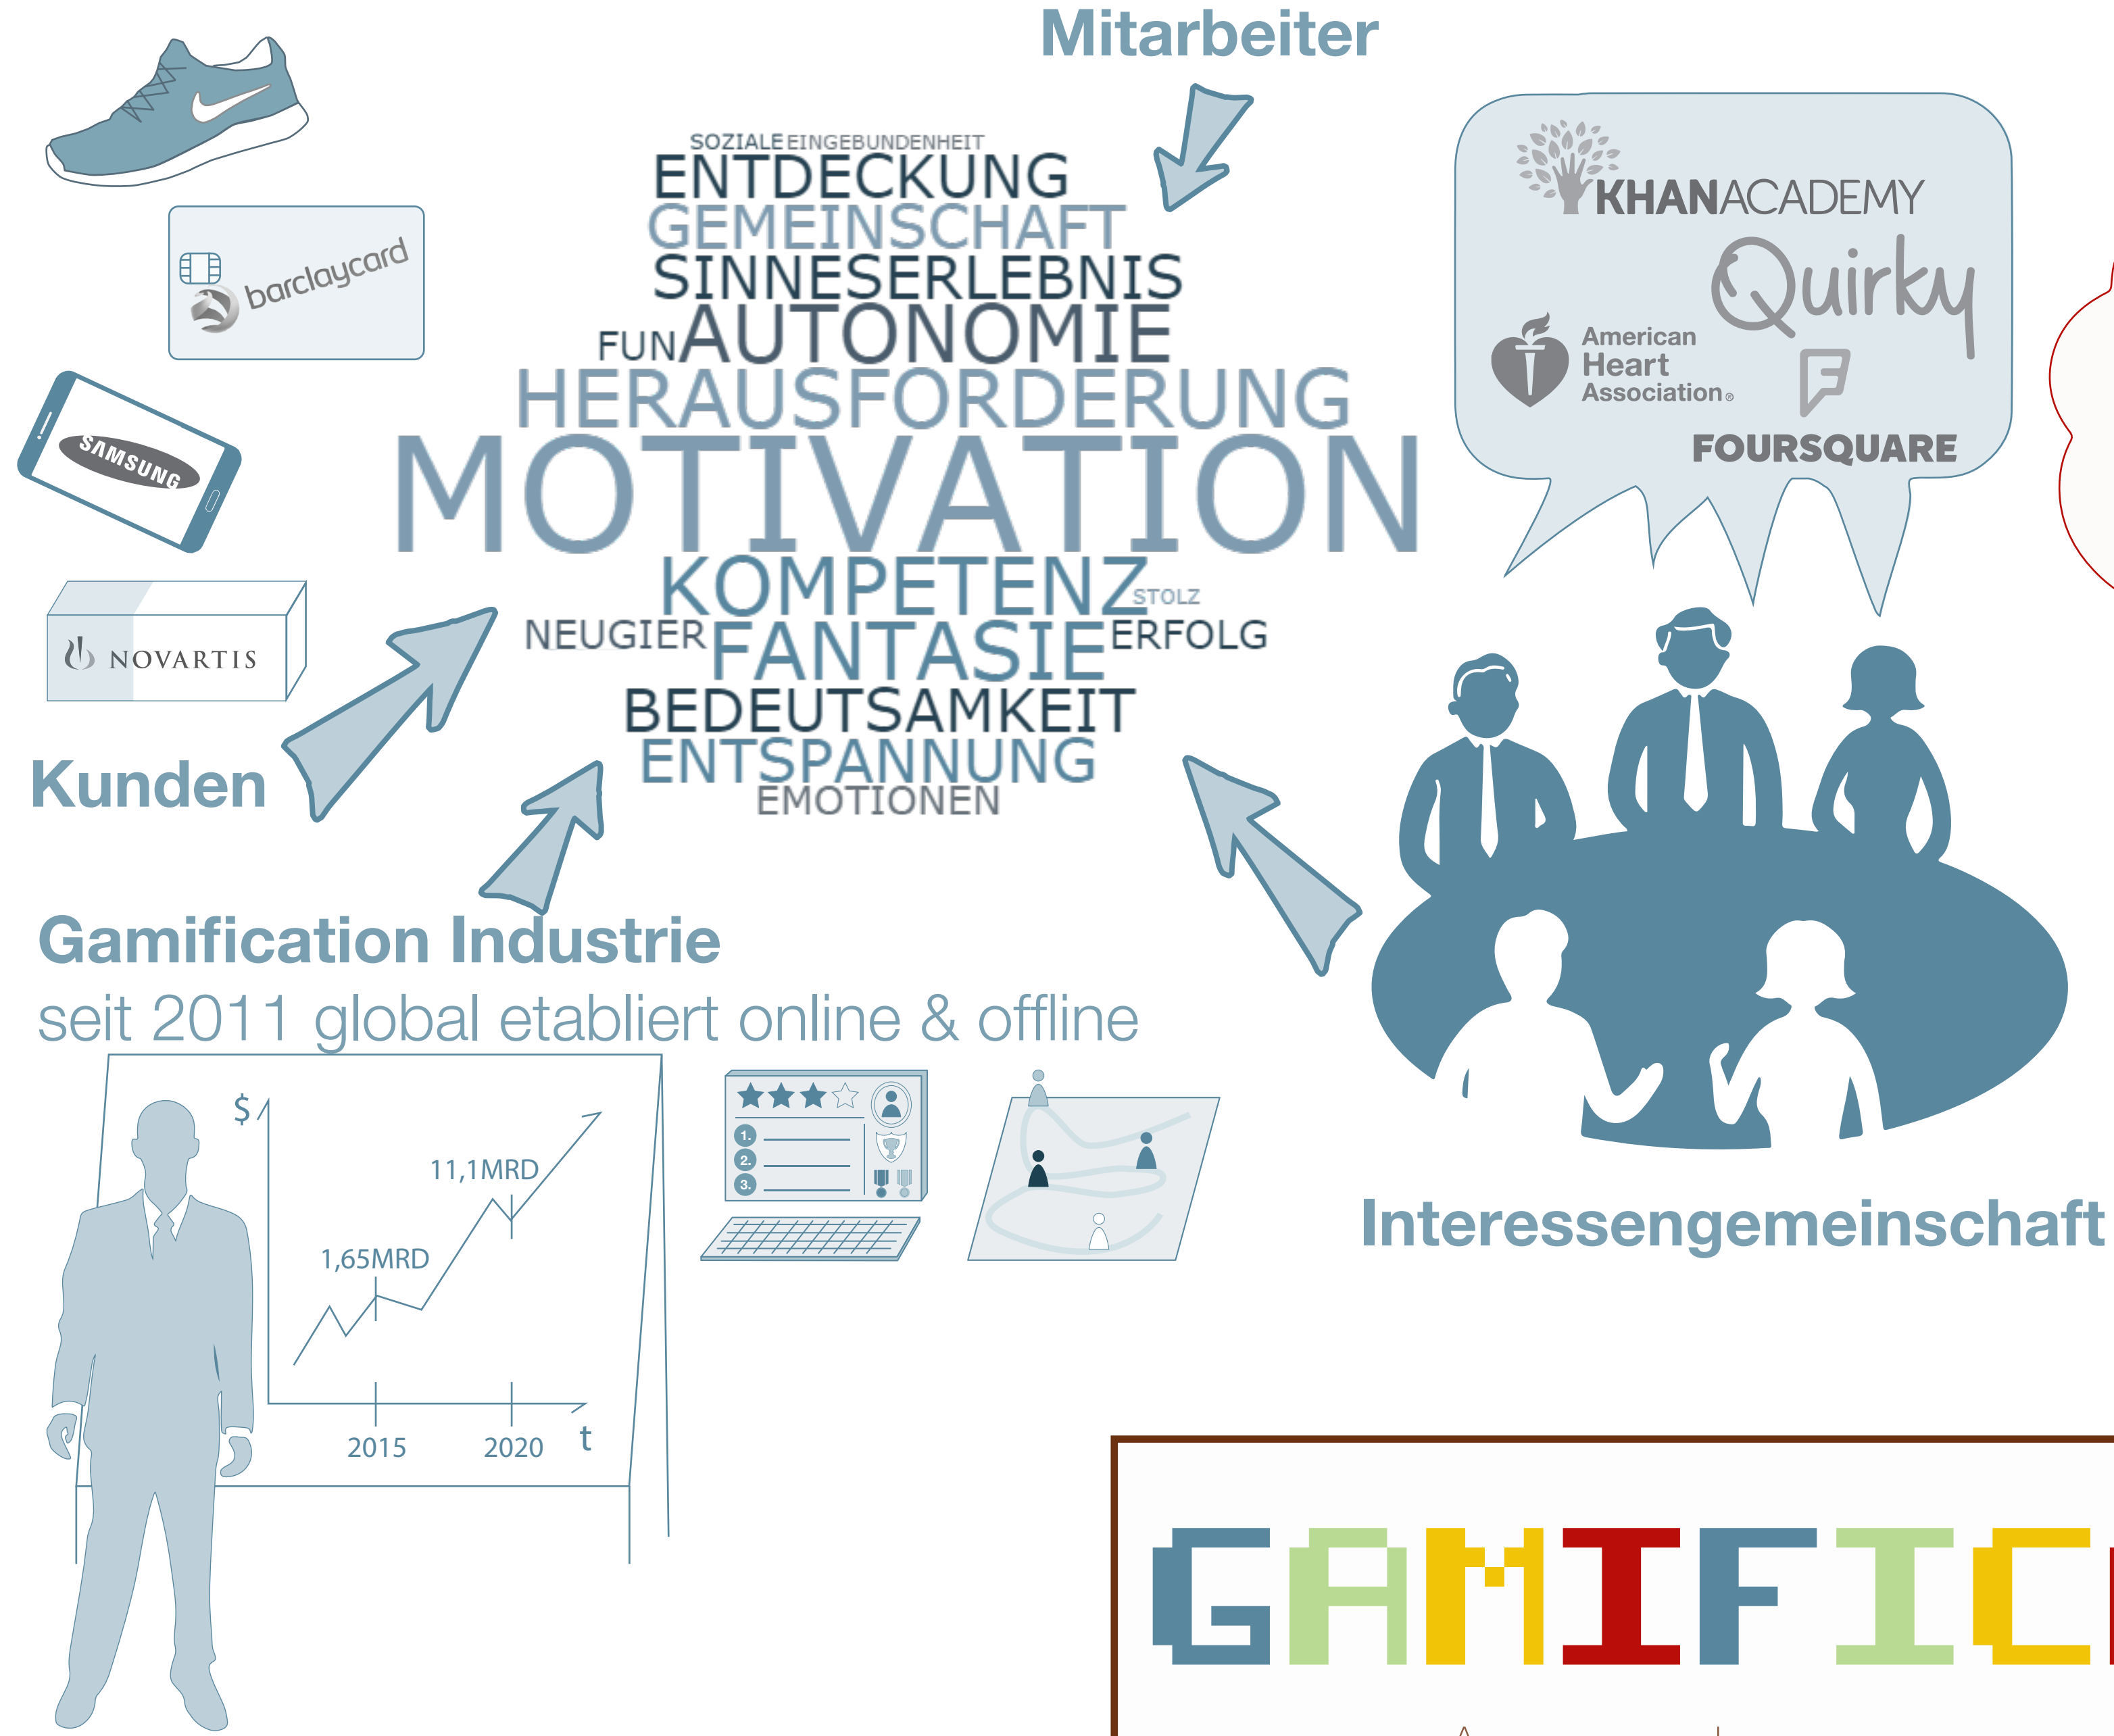 Mitarbeiter
SOZIALE EINGEBUNDENHEIT
ENTDECKUNG
GEMEINSCHAFT
SINNESERLEBNIS
FUN AUTONOMIE
HERAUSFORDERUNG
MOTIVATION
KOMPETENZ STOLZ
NEUGIER FANTASIE ERFOLG
BEDEUTSAMKEIT
ENTSPANNUNG
EMOTIONEN
barclaycard
SAMSUNG
NOVARTIS
Kunden
KHANACADEMY
Quirky
American
Heart
Association®
FOURSQUARE
Interessengemeinschaft
Gamification Industrie
seit 2011 global etabliert online & offline
$
11,1MRD
1,65MRD
2015 2020 t
1.
2.
3.
GAMIFIC